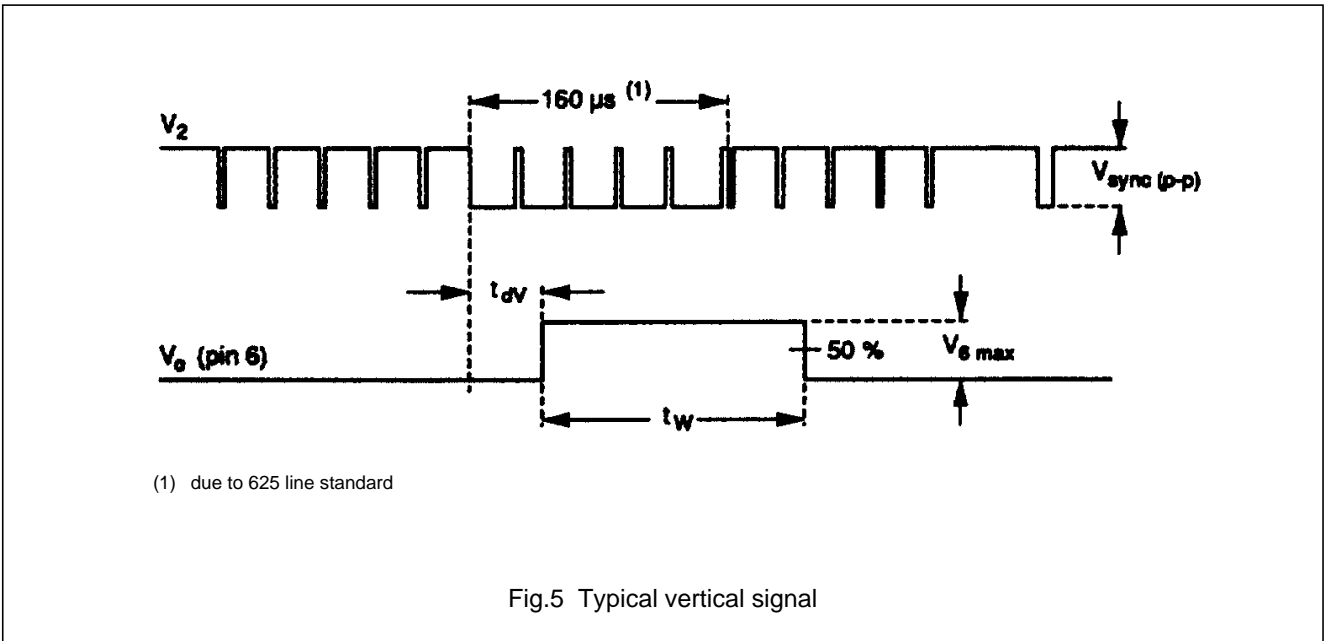 160 µs (1)
V2
Vsync (p-p)
tdV
Vo (pin 6)
50 %
V6 max
tW
(1) due to 625 line standard
Fig.5 Typical vertical signal